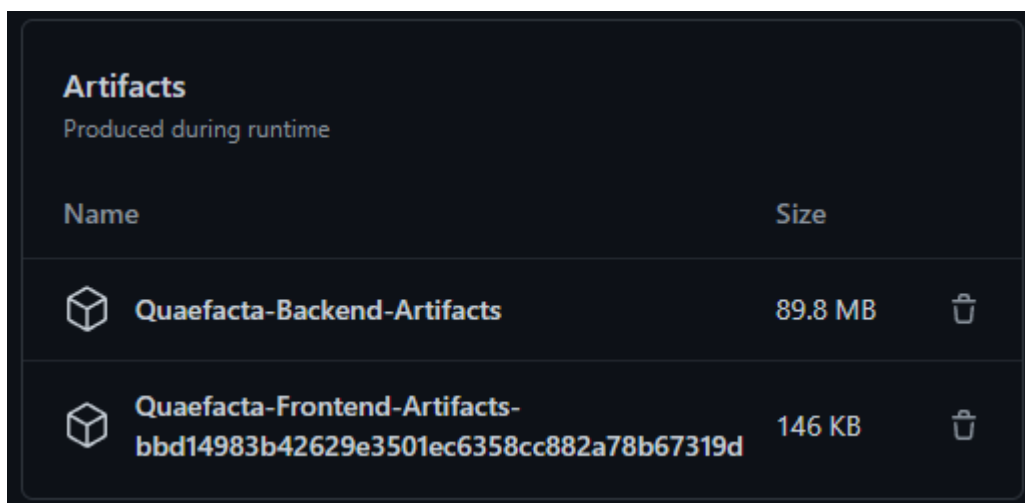 Artifacts
Produced during runtime
Name Size
Quaefacta-Backend-Artifacts 89.8 MB
Quaefacta-Frontend-Artifacts-
bbd14983b42629e3501ec6358cc882a78b67319d 146 KB